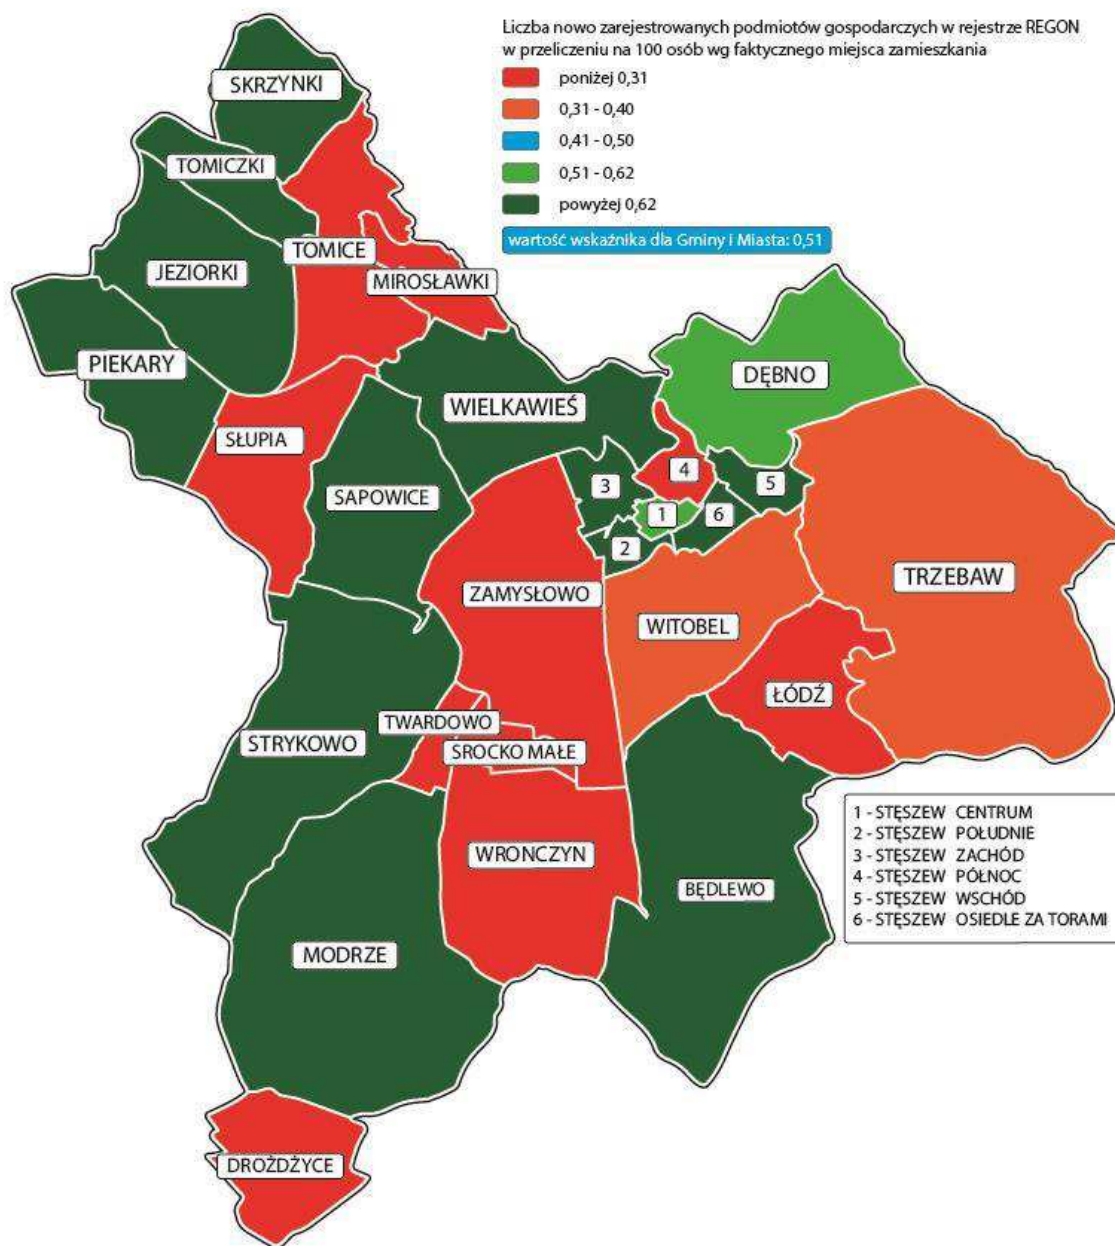 Liczba nowo zarejestrowanych podmiotów gospodarczych w rejestrze REGON
w przeliczeniu na 100 osób wg faktycznego miejsca zamieszkania
poniżej 0,31
0,31 - 0,40
0,41 - 0,50
0,51 - 0,62
powyżej 0,62
wartość wskaźnika dla Gminy i Miasta: 0,51
SKRZYNKI
TOMICZKI
TOMICE
JEZIORKI
MIROSŁAWKI
PIEKARY
DĘBNO
WIELKAWIEŚ
SŁUPIA
4
3
5
SAPOWICE
1
6
2
TRZEBAW
ZAMYSŁOWO
WITOBEL
ŁÓDŹ
TWARDOWO
STRYKOWO
SROCKO MAŁE
WRONCZYN
BĘDLEWO
MODRZE
DROŻDŻYCE
1 - STĘSZEW CENTRUM
2 - STĘSZEW POŁUDNIE
3 - STĘSZEW ZACHÓD
4 - STĘSZEW PÓŁNOC
5 - STĘSZEW WSCHÓD
6 - STĘSZEW OSIEDLE ZA TORAMI